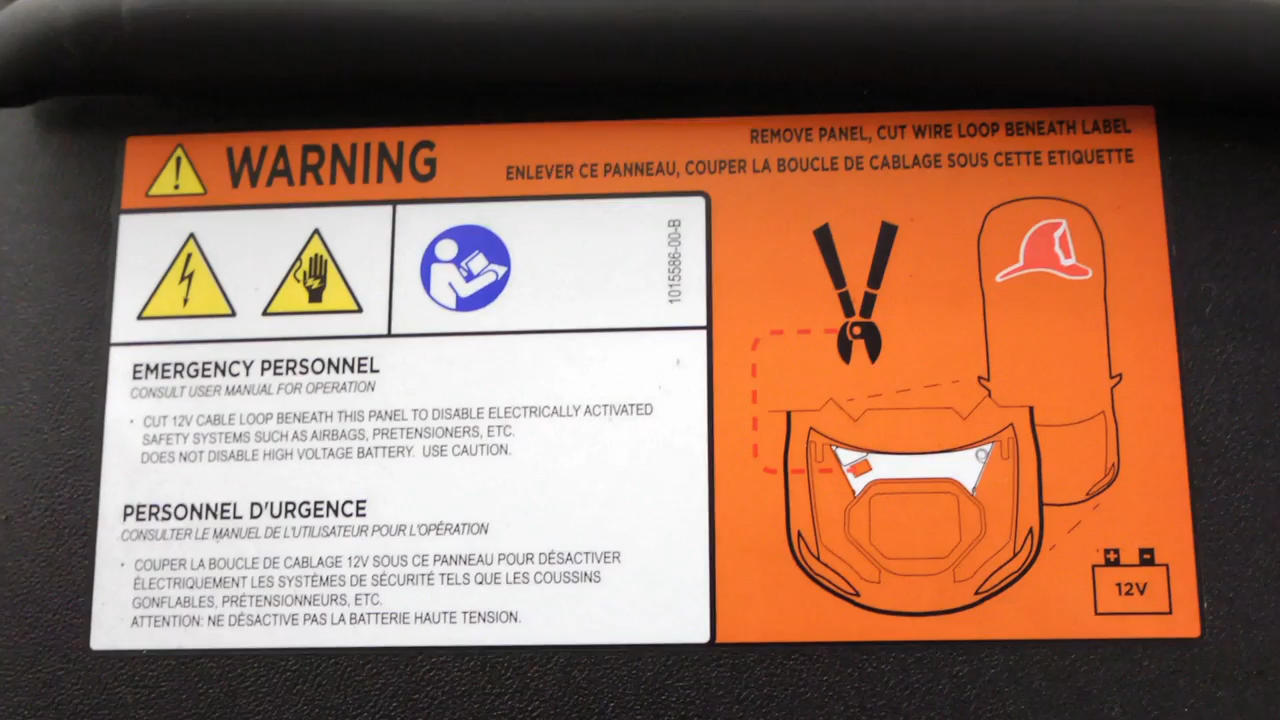 WARNING
REMOVE PANEL, CUT WIRE LOOP BENEATH LABEL
ENLEVER CE PANNEAU, COUPER LA BOUCLE DE CABLAGE SOUS CETTE ETIQUETTE
1015586-00-B
EMERGENCY PERSONNEL
CONSULT USER MANUAL FOR OPERATION
· CUT 12V CABLE LOOP BENEATH THIS PANEL TO DISABLE ELECTRICALLY ACTIVATED
SAFETY SYSTEMS SUCH AS AIRBAGS, PRETENSIONERS, ETC.
DOES NOT DISABLE HIGH VOLTAGE BATTERY. USE CAUTION.
PERSONNEL D'URGENCE
CONSULTER LE MANUEL DE L'UTILISATEUR POUR L'OPÉRATION
· COUPER LA BOUCLE DE CABLAGE 12V SOUS CE PANNEAU POUR DÉSACTIVER
ÉLECTRIQUEMENT LES SYSTÈMES DE SÉCURITÉ TELS QUE LES COUSSINS
GONFLABLES, PRÉTENSIONNEURS, ETC.
ATTENTION: NE DÉSACTIVE PAS LA BATTERIE HAUTE TENSION.
+ -
12V